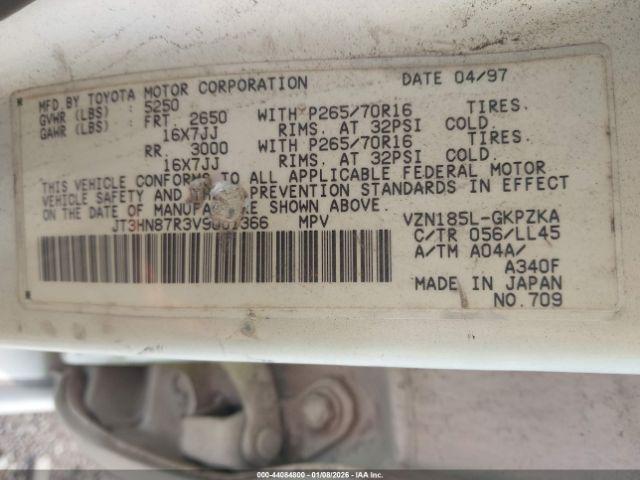 MFD BY TOYOTA MOTOR CORPORATION DATE 04/97
GVWR (LBS) : 5250
GAWR (LBS) : FRT. 2650 WITH P265/70R16 TIRES.
16X7JJ RIMS. AT 32PSI COLD.
RR. 3000 WITH P265/70R16 TIRES.
16X7JJ RIMS. AT 32PSI COLD.
THIS VEHICLE CONFORMS TO ALL APPLICABLE FEDERAL MOTOR
VEHICLE SAFETY AND PREVENTION STANDARDS IN EFFECT
ON THE DATE OF MANUFACTURE SHOWN ABOVE
MPV VZN185L-GKPZKA
C/TR 056/LL45
A/TM A04A/
A340F
MADE IN JAPAN
NO.709
000-44084800 - 01/08/2026 - IAA Inc.